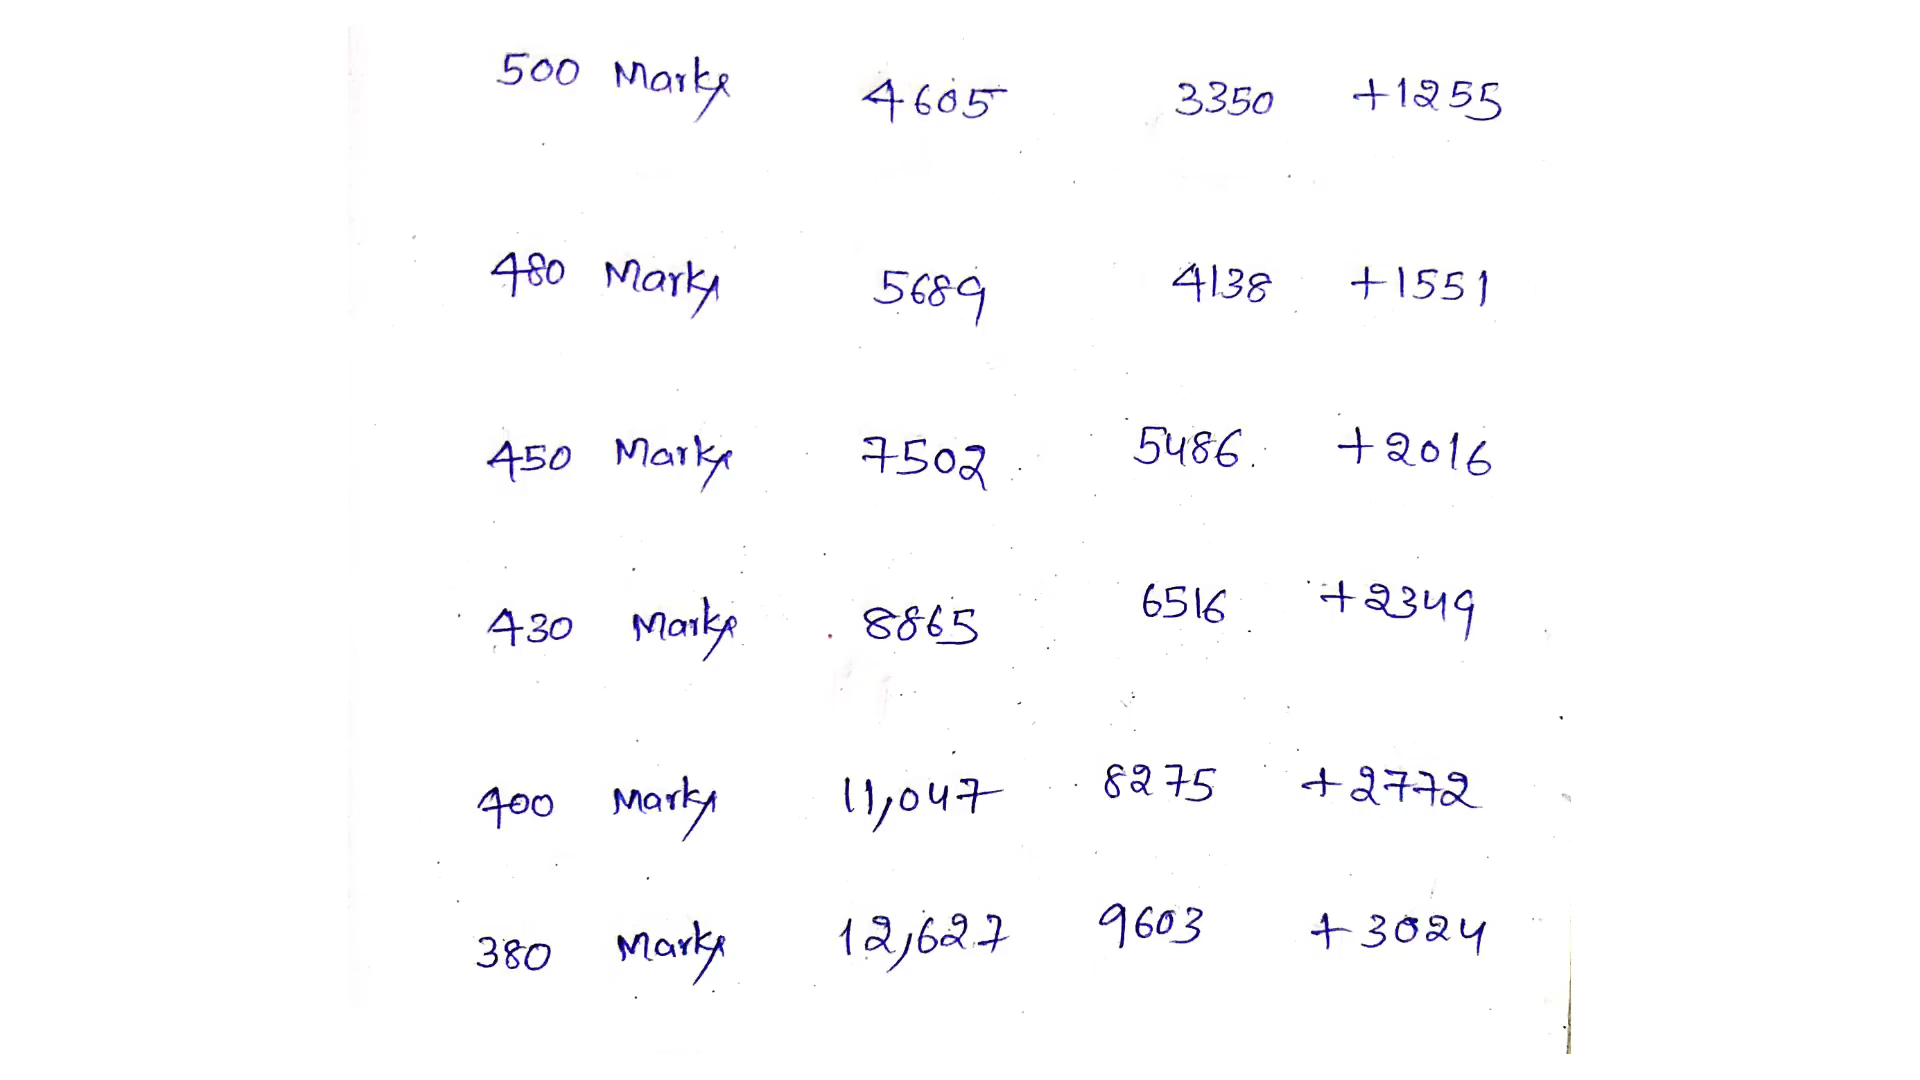 500 Marks 4605 3350 +1255
480 Marks 5689 4138 +1551
450 Marks 7502 5486 +2016
430 Marks 8865 6516 +2349
400 Marks 11,047 8275 +2772
380 Marks 12,627 9603 +3024